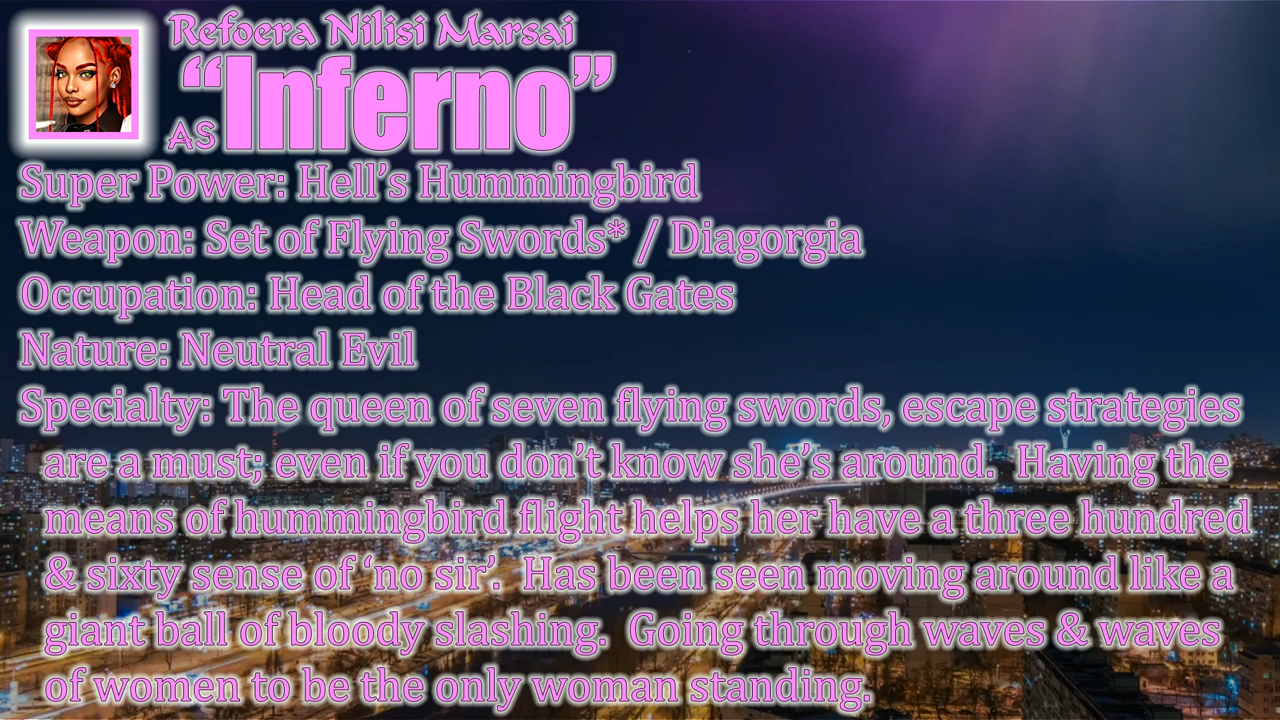 Refoera Nilisi Marsai
AS “Inferno”
Super Power: Hell’s Hummingbird
Weapon: Set of Flying Swords* / Diagorgia
Occupation: Head of the Black Gates
Nature: Neutral Evil
Specialty: The queen of seven flying swords, escape strategies
are a must; even if you don’t know she’s around.  Having the
means of hummingbird flight helps her have a three hundred
& sixty sense of ‘no sir’.  Has been seen moving around like a
giant ball of bloody slashing.  Going through waves & waves
of women to be the only woman standing.